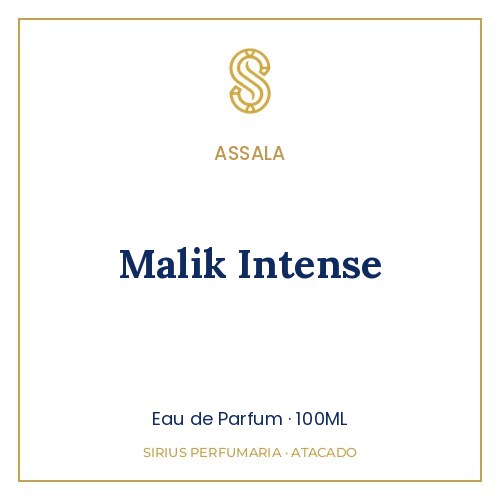 ASSALA
Malik Intense
Eau de Parfum · 100ML
SIRIUS PERFUMARIA · ATACADO